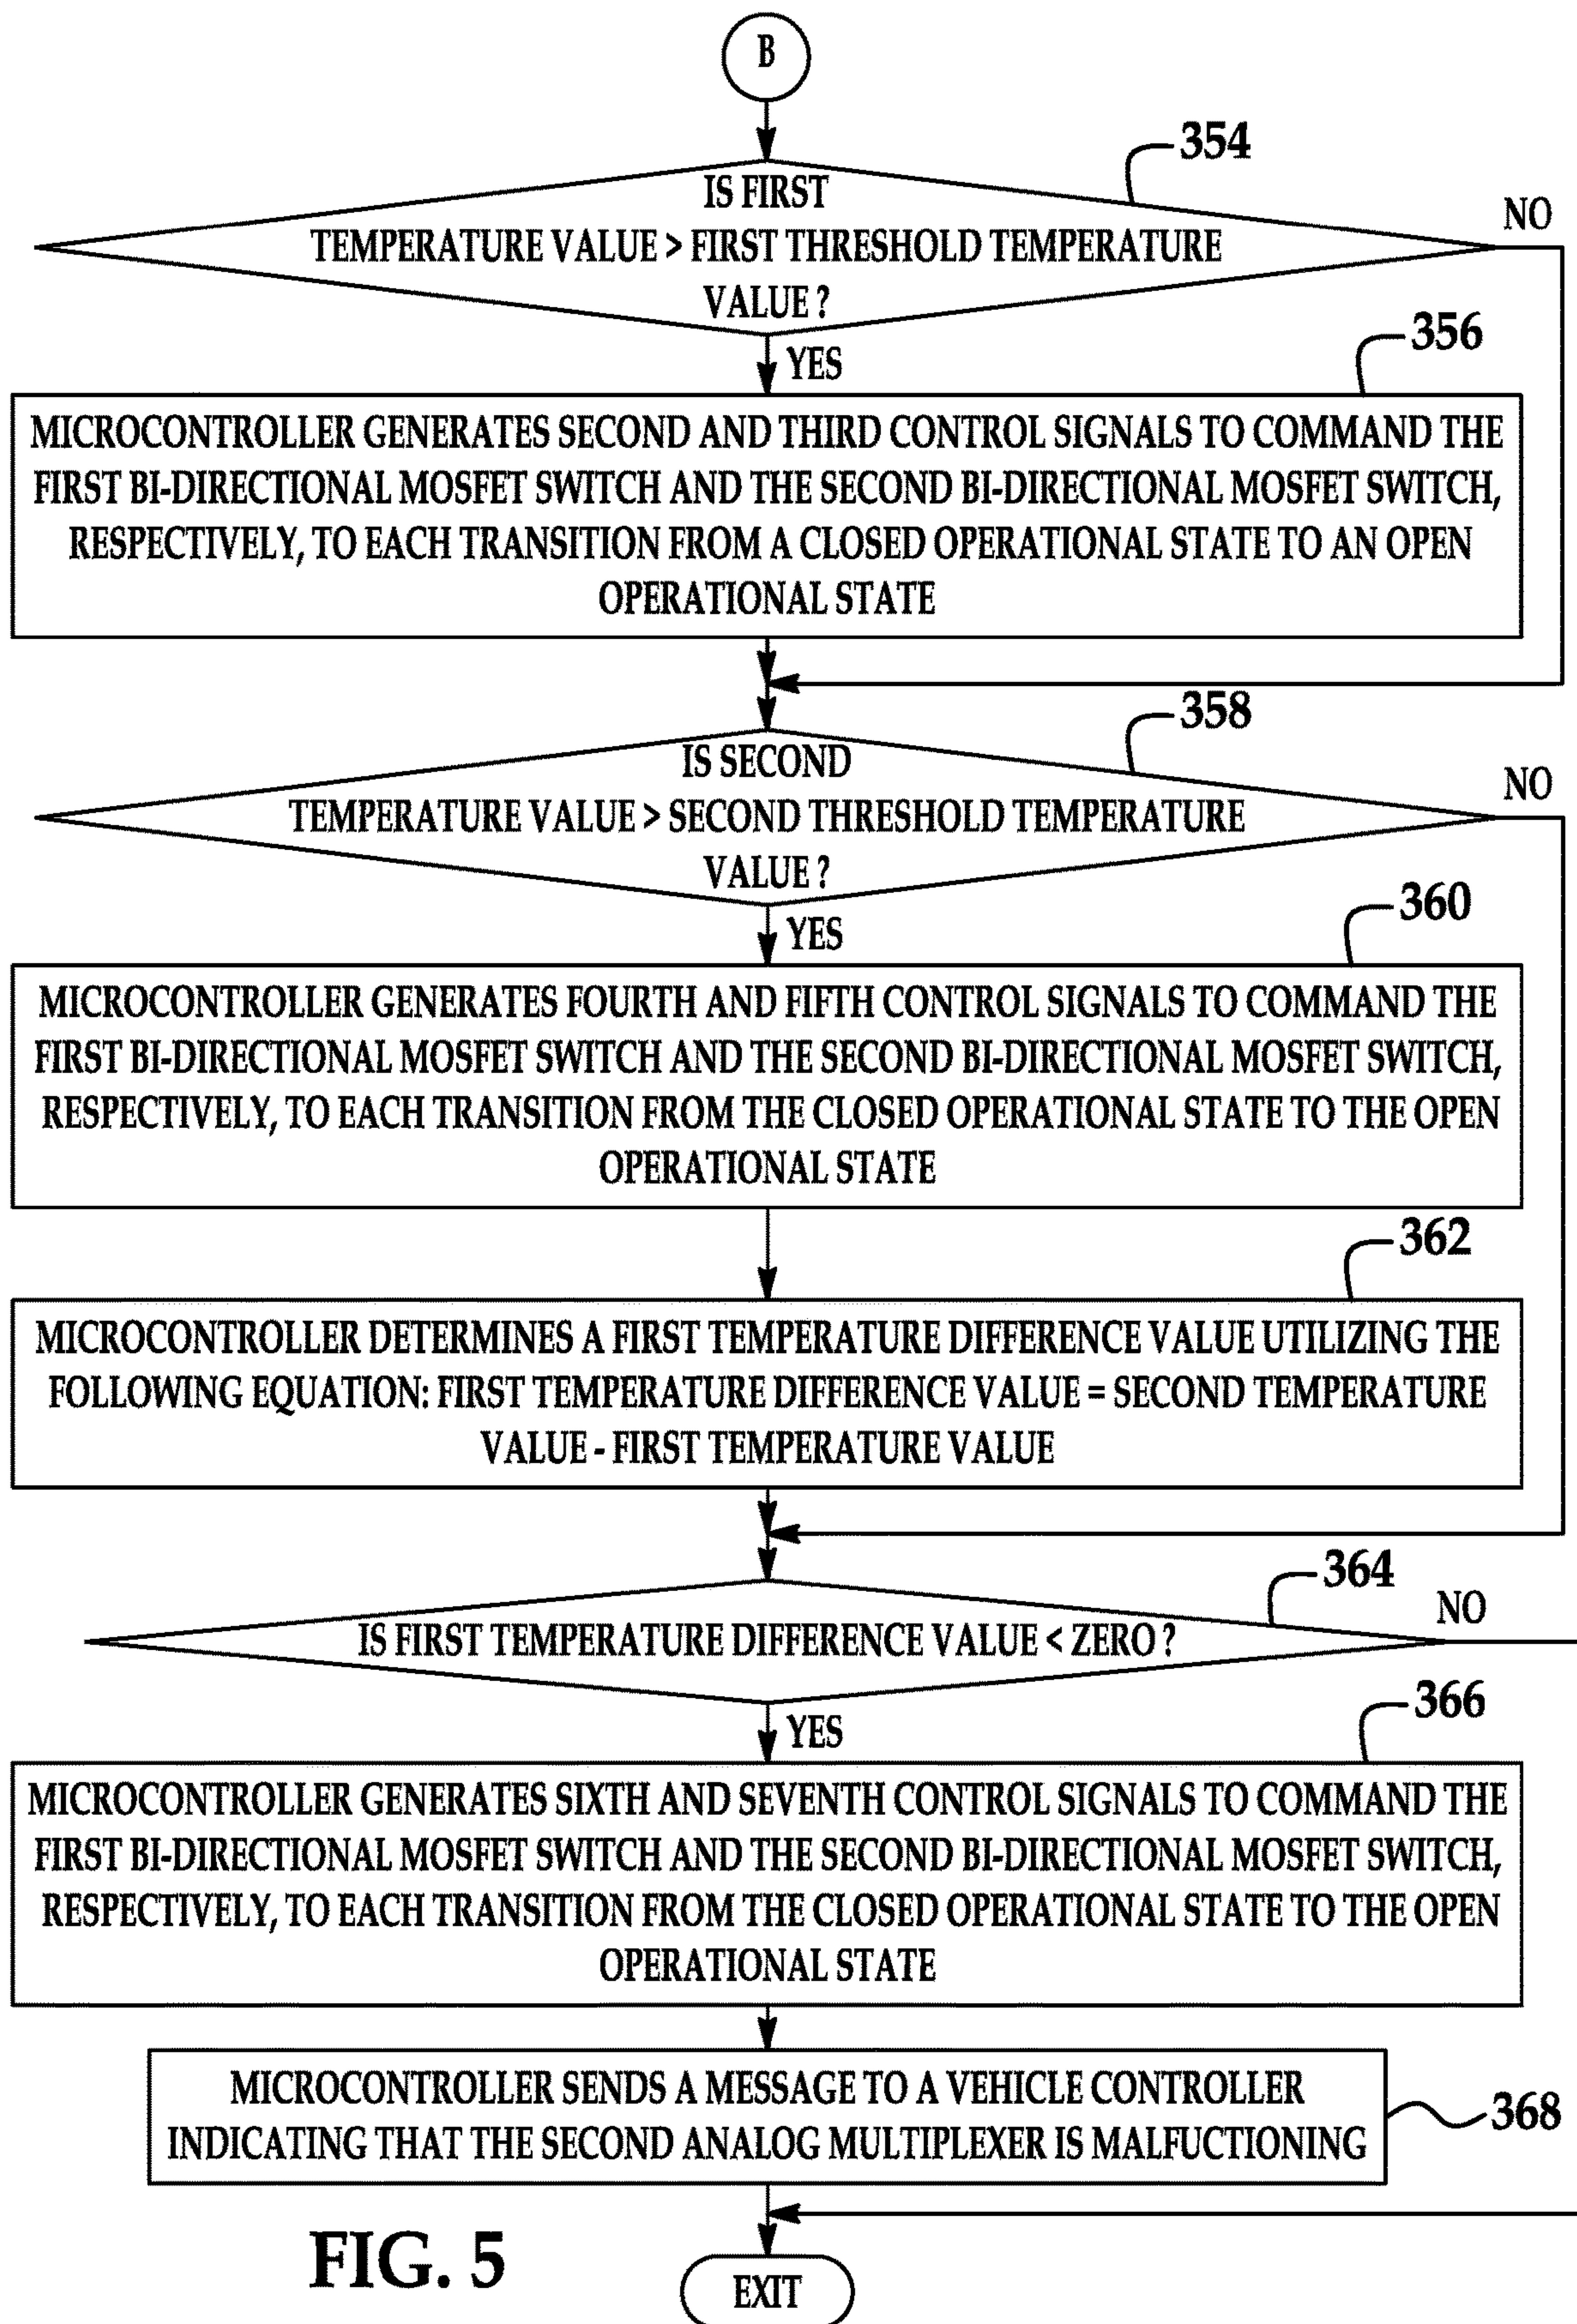 B
354
IS FIRST
TEMPERATURE VALUE > FIRST THRESHOLD TEMPERATURE
VALUE ?
NO
YES
356
MICROCONTROLLER GENERATES SECOND AND THIRD CONTROL SIGNALS TO COMMAND THE
FIRST BI-DIRECTIONAL MOSFET SWITCH AND THE SECOND BI-DIRECTIONAL MOSFET SWITCH,
RESPECTIVELY, TO EACH TRANSITION FROM A CLOSED OPERATIONAL STATE TO AN OPEN
OPERATIONAL STATE
358
IS SECOND
TEMPERATURE VALUE > SECOND THRESHOLD TEMPERATURE
VALUE ?
NO
YES
360
MICROCONTROLLER GENERATES FOURTH AND FIFTH CONTROL SIGNALS TO COMMAND THE
FIRST BI-DIRECTIONAL MOSFET SWITCH AND THE SECOND BI-DIRECTIONAL MOSFET SWITCH,
RESPECTIVELY, TO EACH TRANSITION FROM THE CLOSED OPERATIONAL STATE TO THE OPEN
OPERATIONAL STATE
362
MICROCONTROLLER DETERMINES A FIRST TEMPERATURE DIFFERENCE VALUE UTILIZING THE
FOLLOWING EQUATION: FIRST TEMPERATURE DIFFERENCE VALUE = SECOND TEMPERATURE
VALUE - FIRST TEMPERATURE VALUE
364
IS FIRST TEMPERATURE DIFFERENCE VALUE < ZERO ?
NO
YES
366
MICROCONTROLLER GENERATES SIXTH AND SEVENTH CONTROL SIGNALS TO COMMAND THE
FIRST BI-DIRECTIONAL MOSFET SWITCH AND THE SECOND BI-DIRECTIONAL MOSFET SWITCH,
RESPECTIVELY, TO EACH TRANSITION FROM THE CLOSED OPERATIONAL STATE TO THE OPEN
OPERATIONAL STATE
MICROCONTROLLER SENDS A MESSAGE TO A VEHICLE CONTROLLER
INDICATING THAT THE SECOND ANALOG MULTIPLEXER IS MALFUCTIONING
368
FIG. 5
EXIT